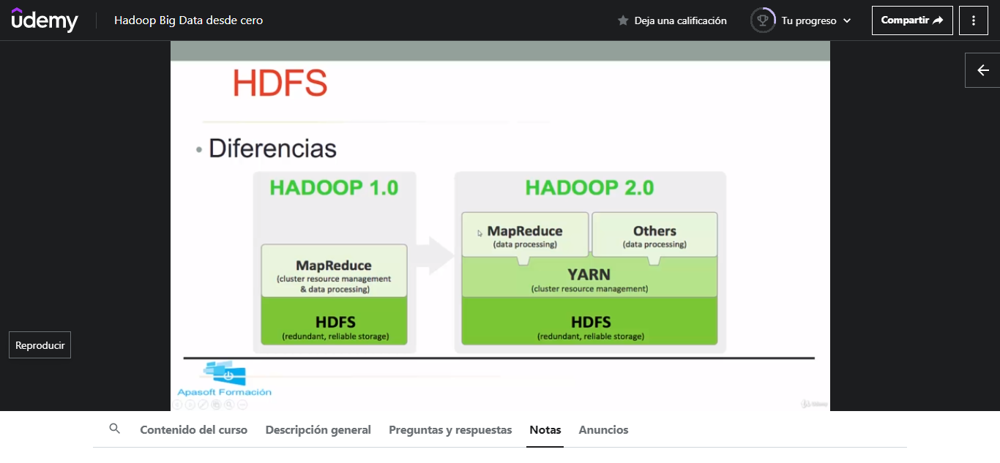 udemy
Hadoop Big Data desde cero
Deja una calificación
Tu progreso
Compartir
HDFS
• Diferencias
HADOOP 1.0
MapReduce
(cluster resource management
& data processing)
HDFS
(redundant, reliable storage)
HADOOP 2.0
MapReduce
(data processing)
Others
(data processing)
YARN
(cluster resource management)
HDFS
(redundant, reliable storage)
Reproducir
Apasoft Formación
Udemy
Contenido del curso
Descripción general
Preguntas y respuestas
Notas
Anuncios